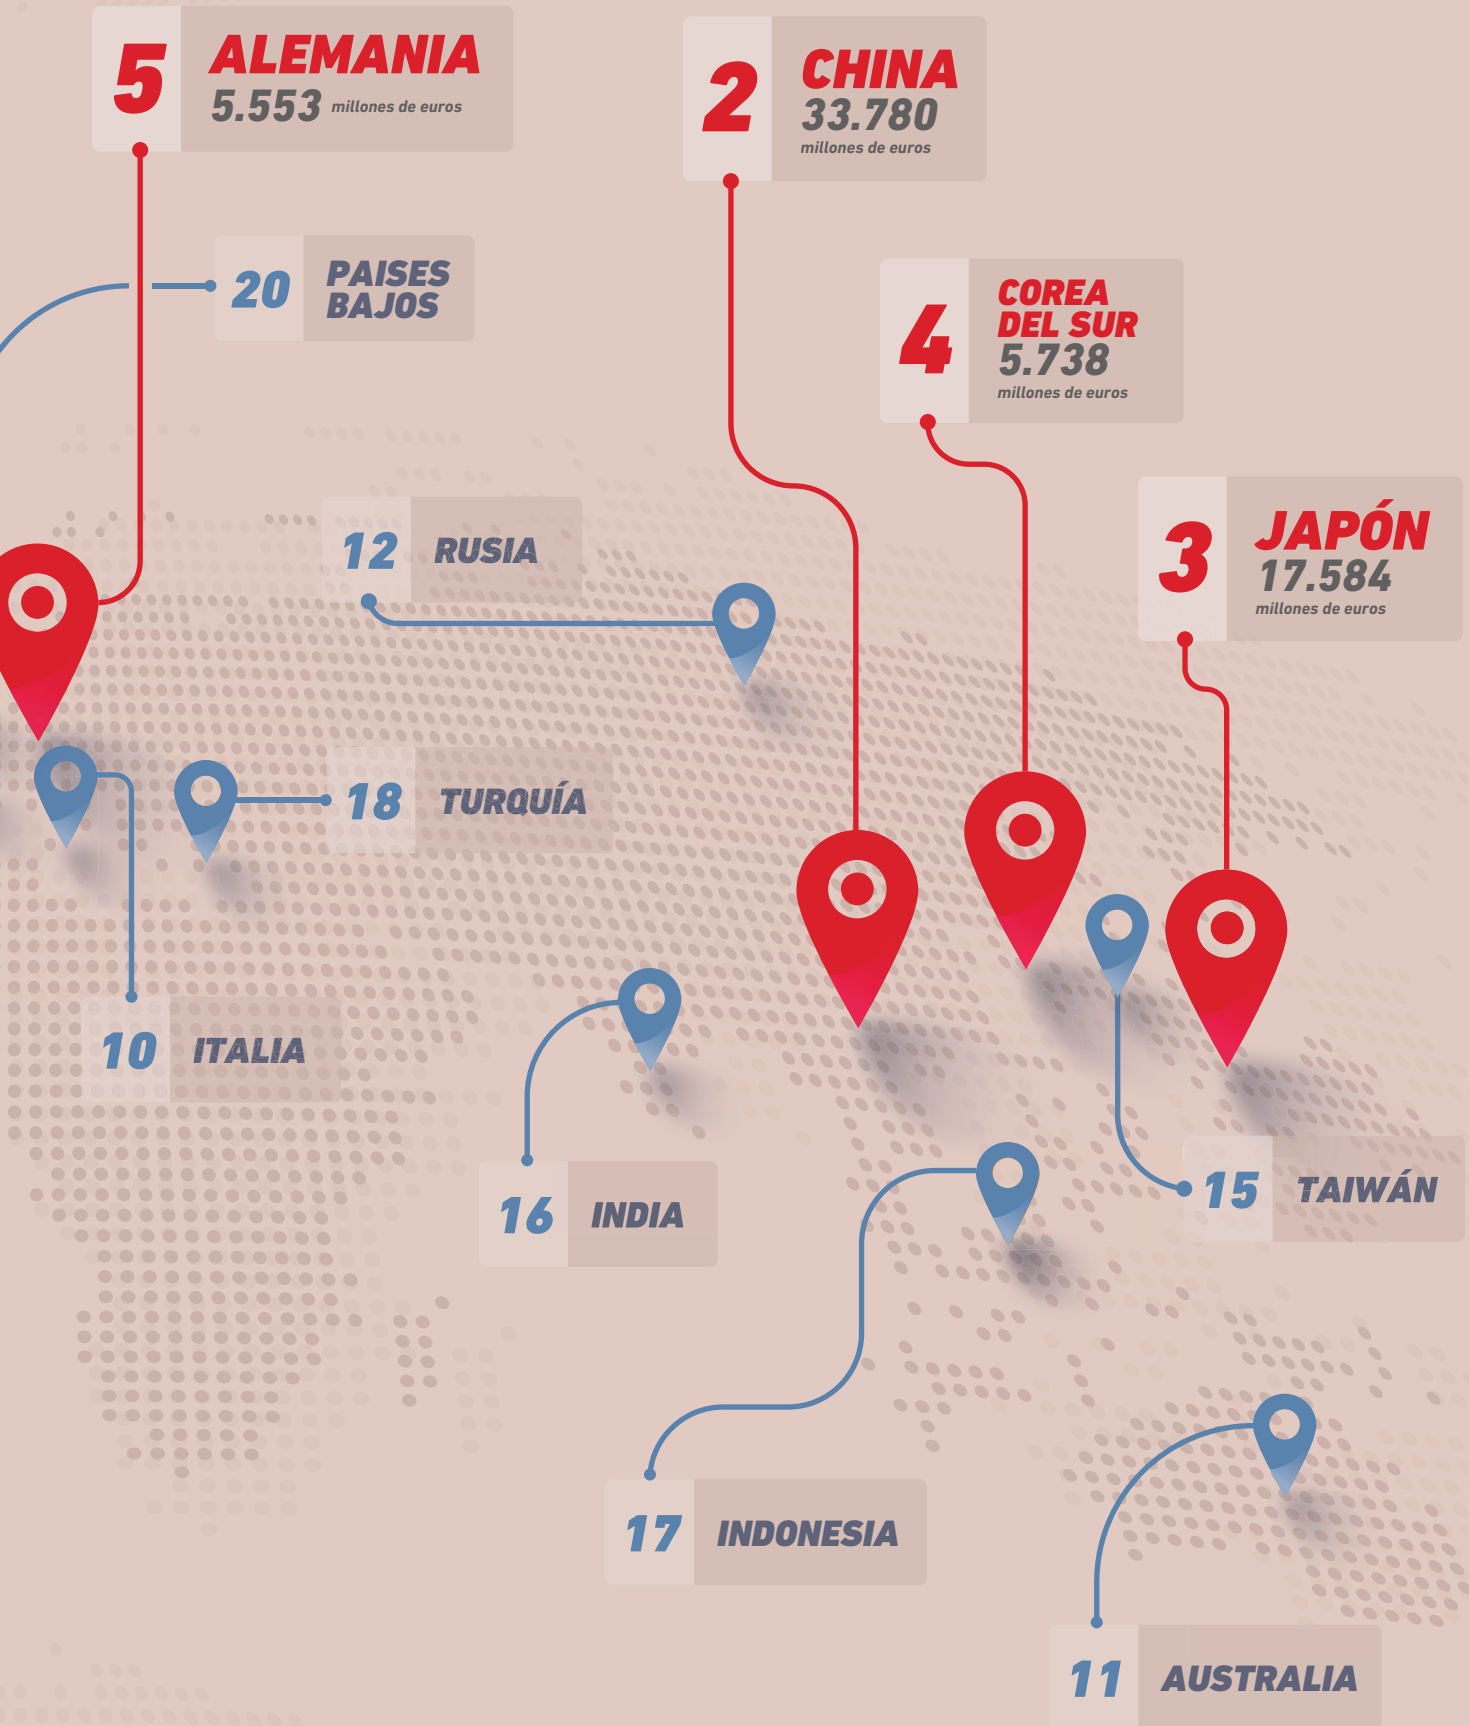 5
ALEMANIA
5.553 millones de euros
2
CHINA
33.780
millones de euros
20
PAISES
BAJOS
4
COREA
DEL SUR
5.738
millones de euros
3
JAPÓN
17.584
millones de euros
12
RUSIA
18
TURQUÍA
10
ITALIA
16
INDIA
15
TAIWÁN
17
INDONESIA
11
AUSTRALIA